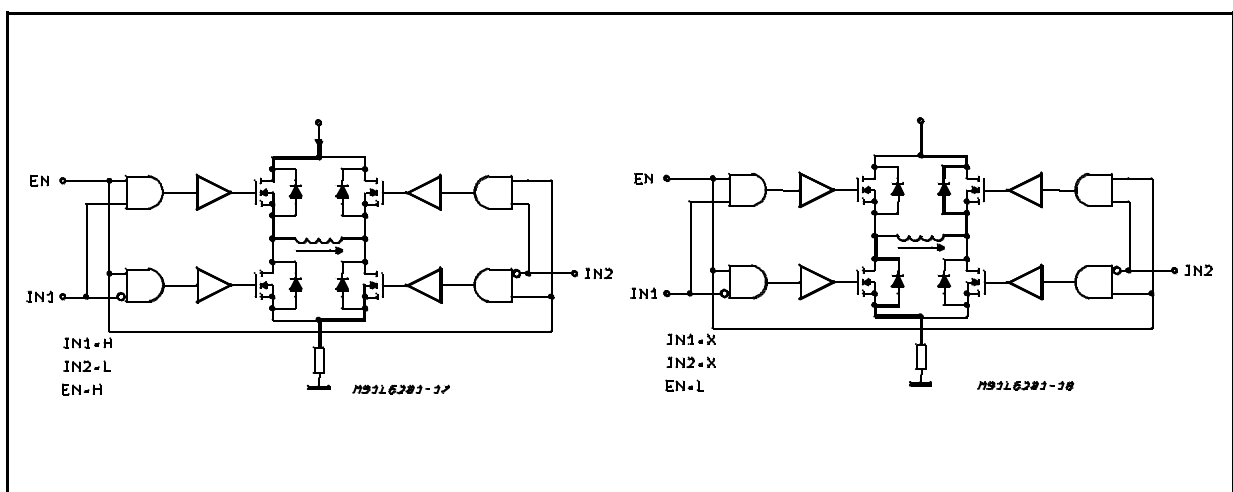 EN
IN1
IN2
IN1=H
IN2=L
EN=H
EN
IN1
IN2
IN1=X
IN2=X
EN=L